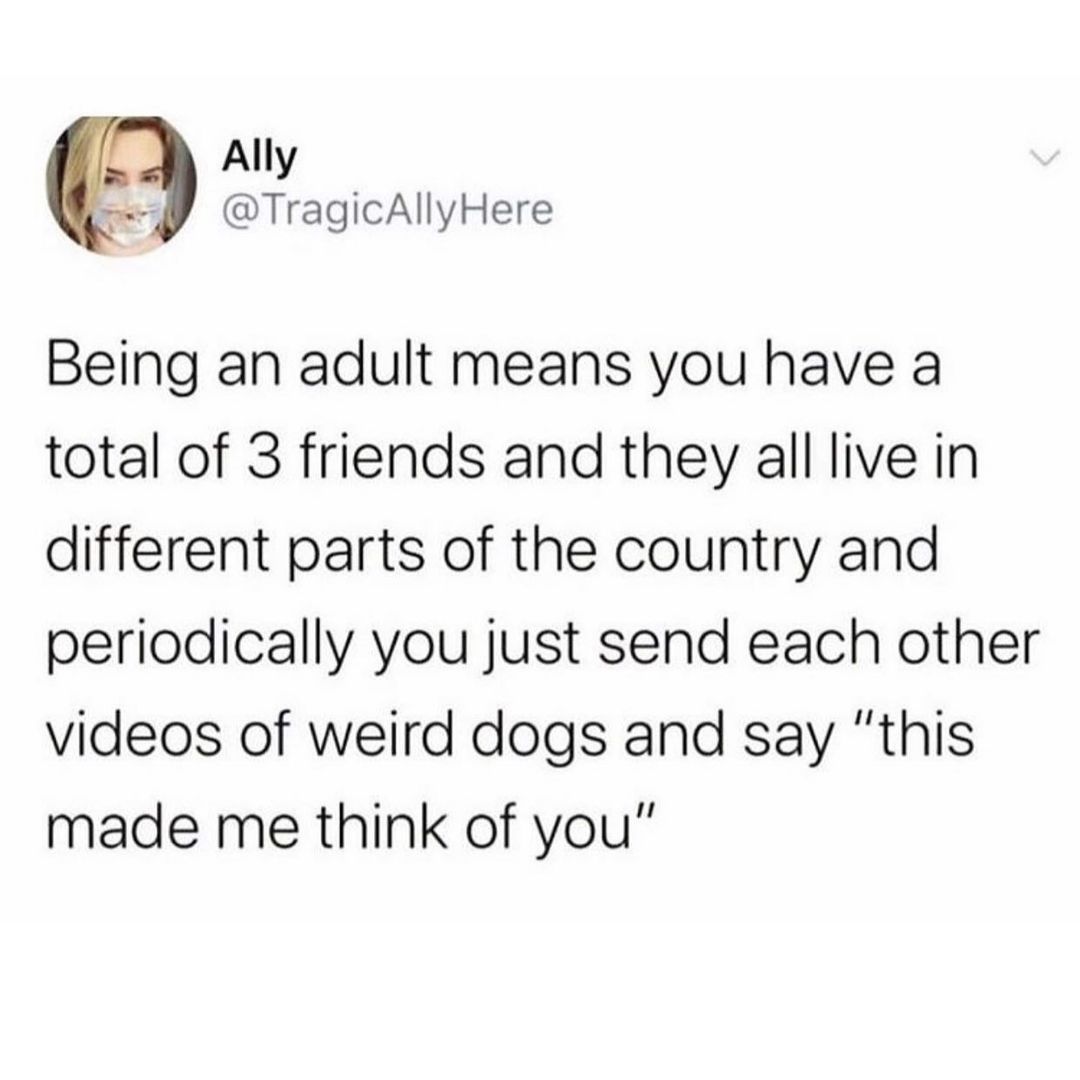 Ally
@TragicAllyHere
Being an adult means you have a
total of 3 friends and they all live in
different parts of the country and
periodically you just send each other
videos of weird dogs and say "this
made me think of you"